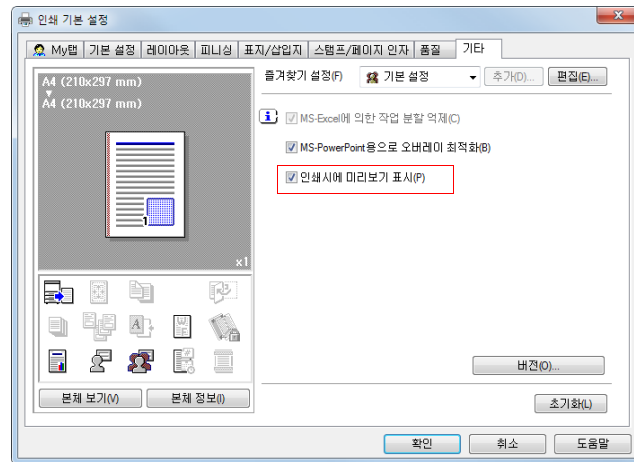 인쇄 기본 설정
My탭 기본 설정 레이아웃 피니싱 표지/삽입지 스탬프/페이지 인자 품질 기타
A4 (210x297 mm)
A4 (210x297 mm)
1
x1
즐겨찾기 설정(F) 기본 설정 추가(D)... 편집(E)...
MS-Excel에 의한 작업 분할 억제(C)
MS-PowerPoint용으로 오버레이 최적화(B)
인쇄시에 미리보기 표시(P)
버젼(O)...
본체 보기(V) 본체 정보(I)
초기화(L)
확인 취소 도움말